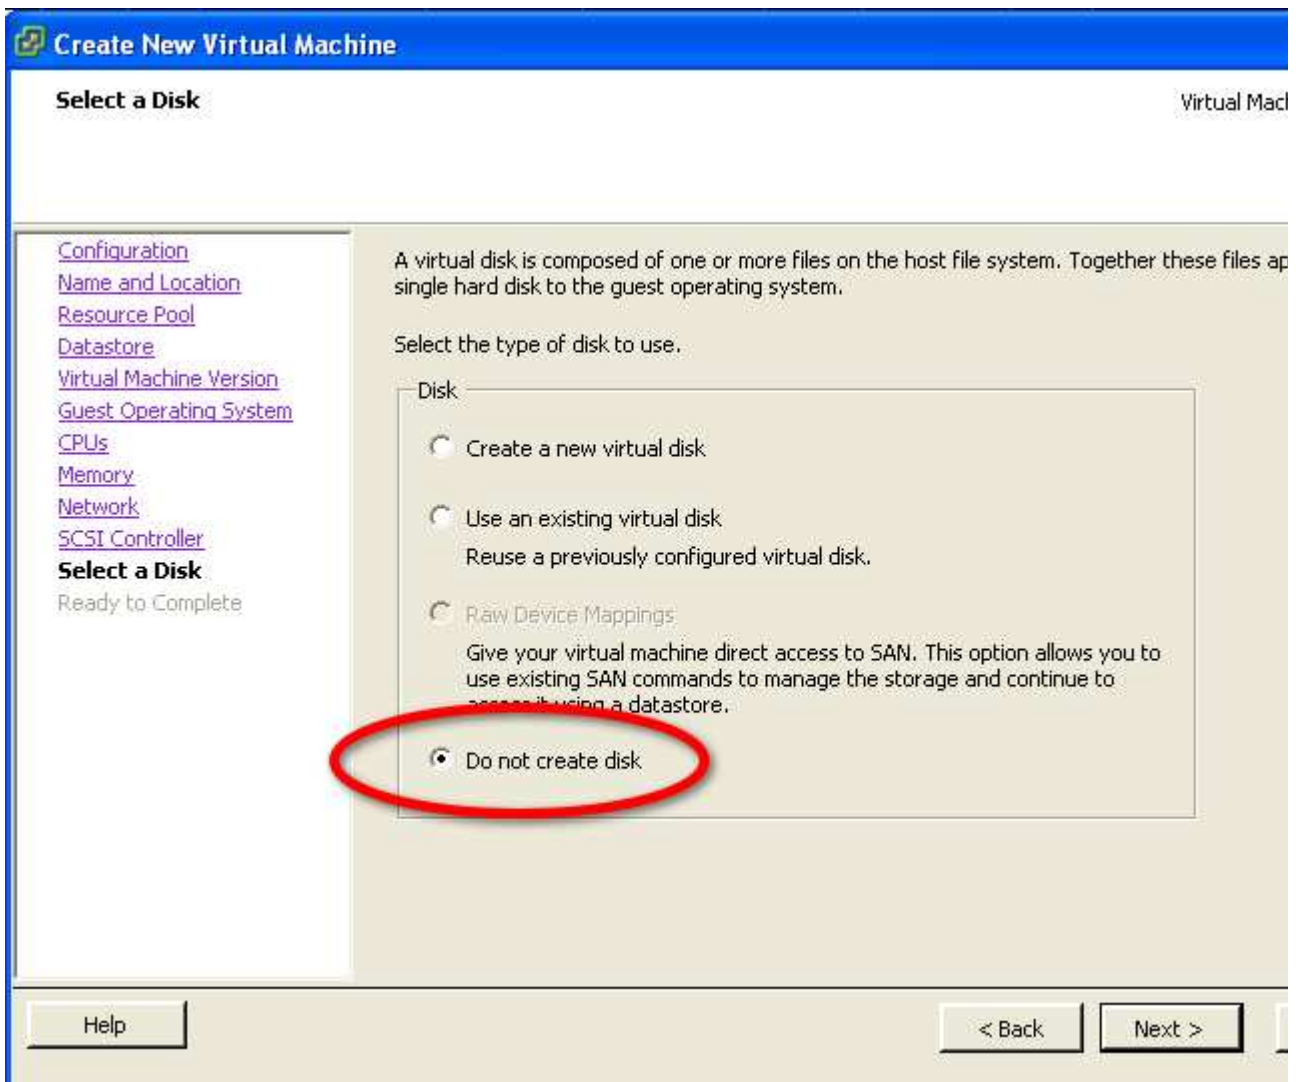 Create New Virtual Machine
Select a Disk
Virtual Mac
Configuration
Name and Location
Resource Pool
Datastore
Virtual Machine Version
Guest Operating System
CPUs
Memory
Network
SCSI Controller
Select a Disk
Ready to Complete
A virtual disk is composed of one or more files on the host file system. Together these files ap
single hard disk to the guest operating system.
Select the type of disk to use.
Disk
Create a new virtual disk
Use an existing virtual disk
Reuse a previously configured virtual disk.
Raw Device Mappings
Give your virtual machine direct access to SAN. This option allows you to
use existing SAN commands to manage the storage and continue to
access it using a datastore.
Do not create disk
Help
< Back
Next >